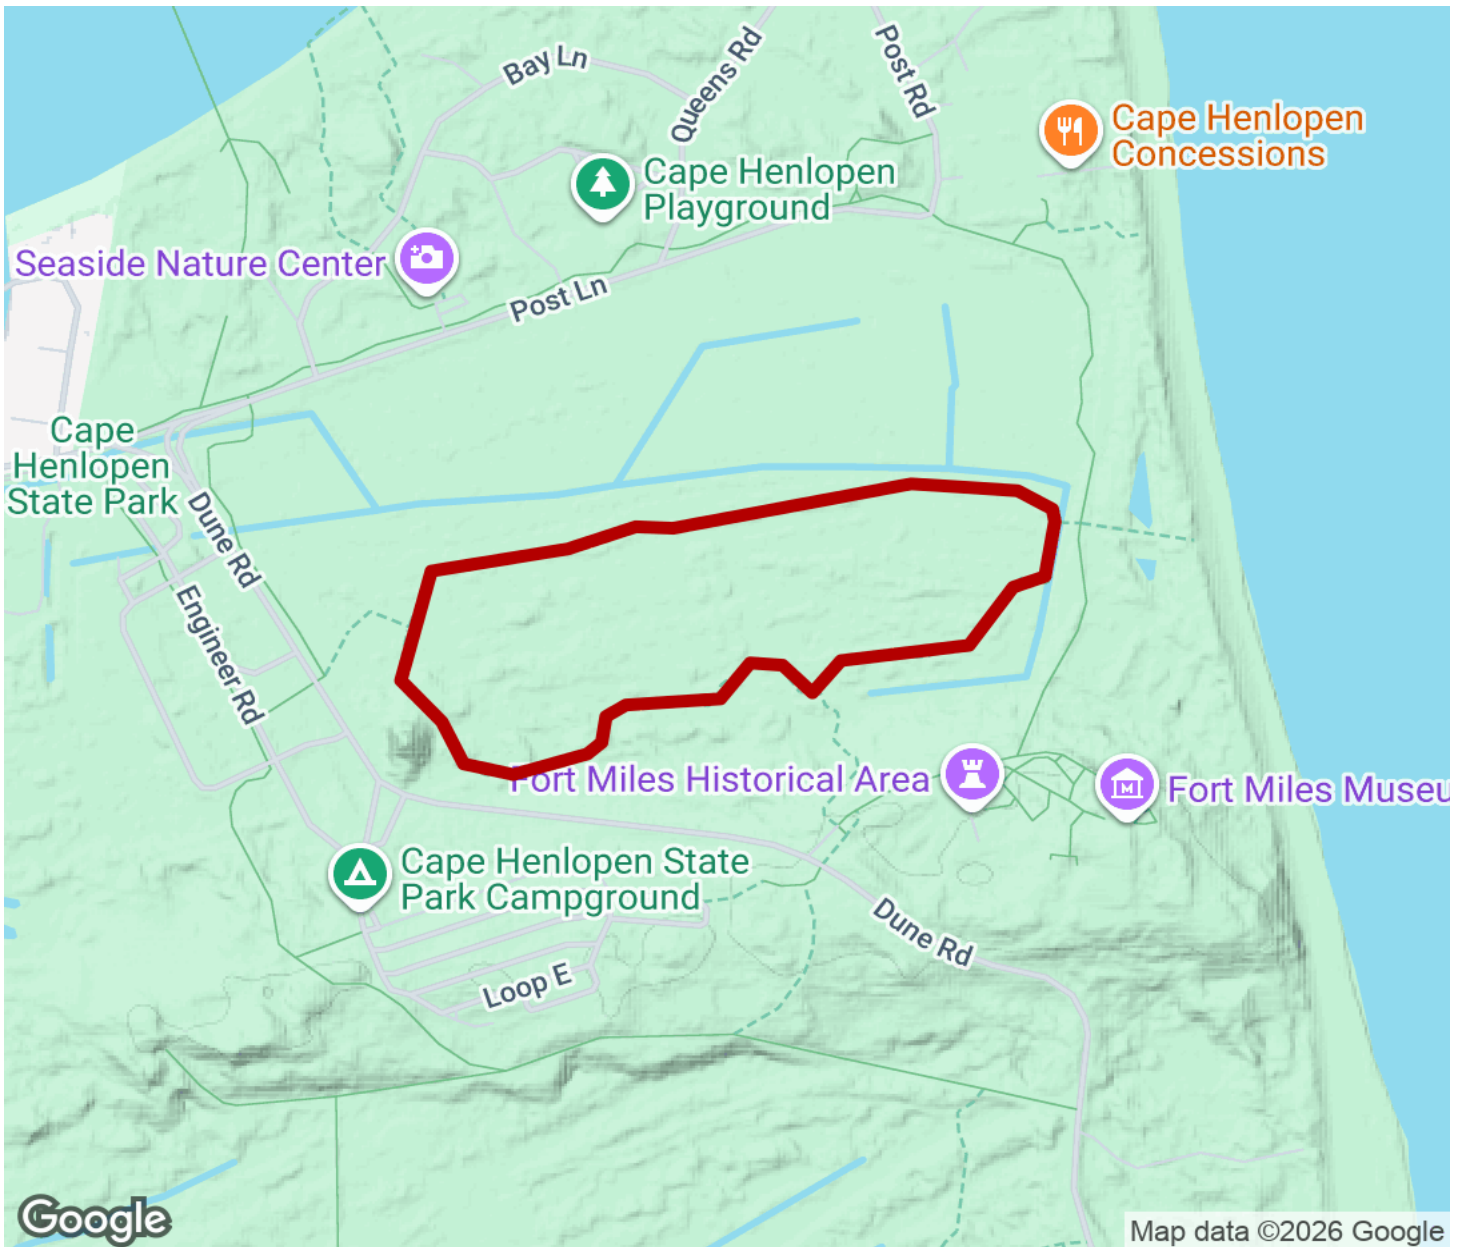 Bay Ln
Queens Rd
Post Rd
Cape Henlopen
Concessions
Cape Henlopen
Playground
Seaside Nature Center
Post Ln
Cape
Henlopen
State Park
Dune Rd
Engineer Rd
Fort Miles Historical Area
Fort Miles Museu
Cape Henlopen State
Park Campground
Dune Rd
Loop E
Google
Map data ©2026 Google